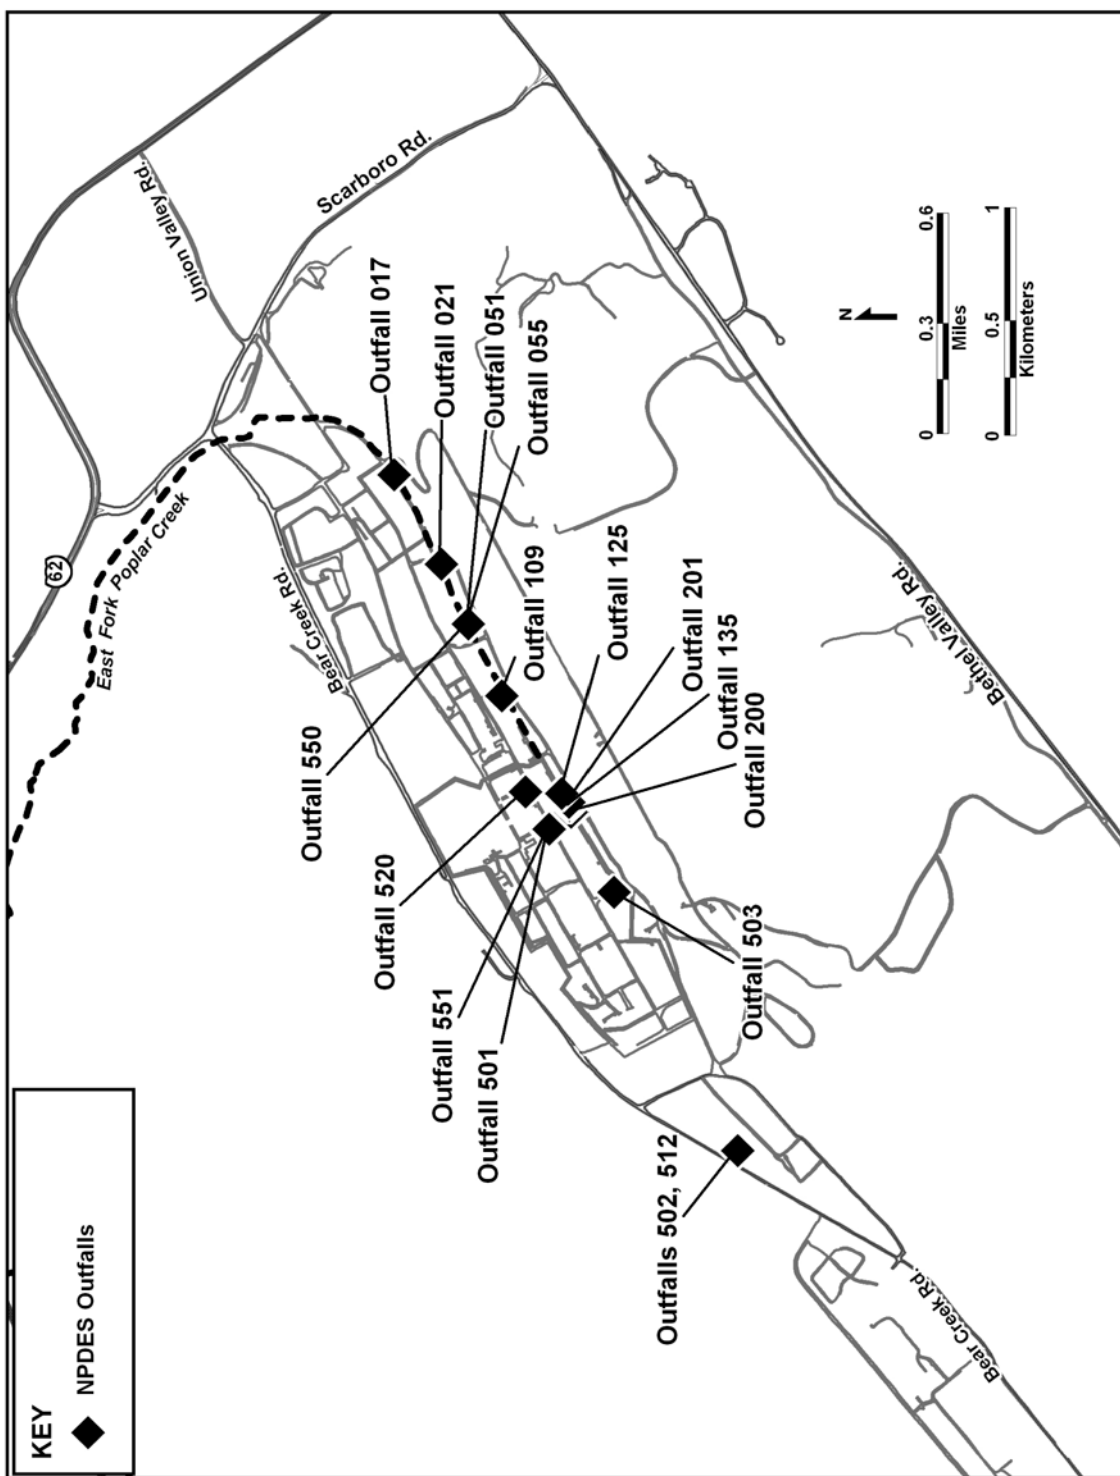 KEY
NPDES Outfalls
62
East Fork Poplar Creek
Union Valley Rd.
Scarboro Rd.
Bear Creek Rd.
Outfall 017
Outfall 021
Outfall 051
Outfall 055
Outfall 550
Outfall 109
Outfall 520
Outfall 125
Outfall 201
Outfall 135
Outfall 200
Outfall 551
Outfall 501
Outfall 503
Outfalls 502, 512
Bear Creek Rd.
Bethel Valley Rd.
N
0 0.3 0.6
Miles
0 0.5 1
Kilometers